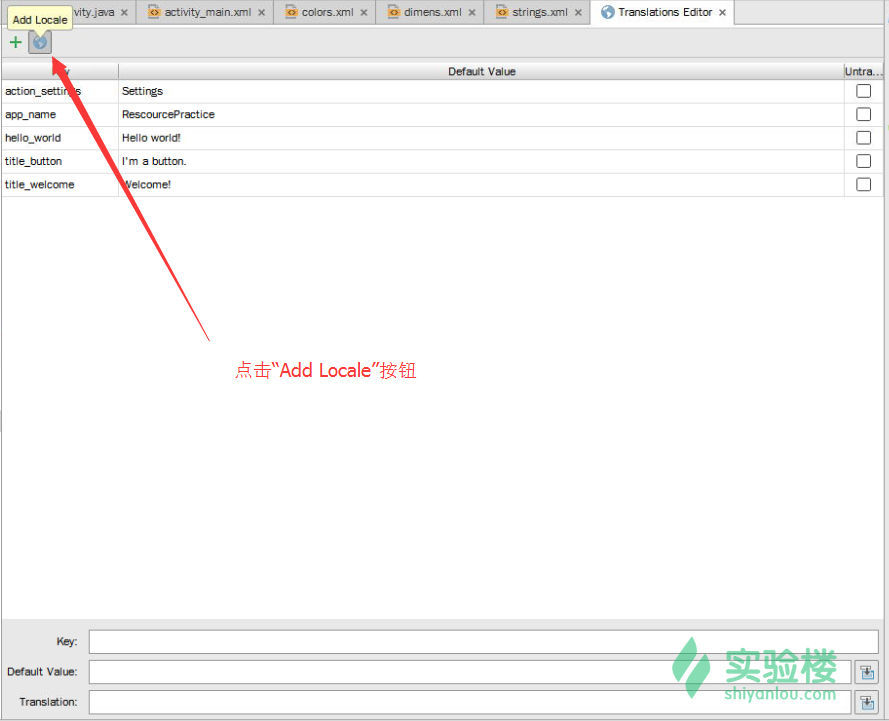 Add Locale
vity.java
activity_main.xml
colors.xml
dimens.xml
strings.xml
Translations Editor
Default Value
Untra...
action_settings
Settings
app_name
RescourcePractice
hello_world
Hello world!
title_button
I'm a button.
title_welcome
Welcome!
点击“Add Locale”按钮
Key:
Default Value:
Translation:
实验楼
shiyanlou.com